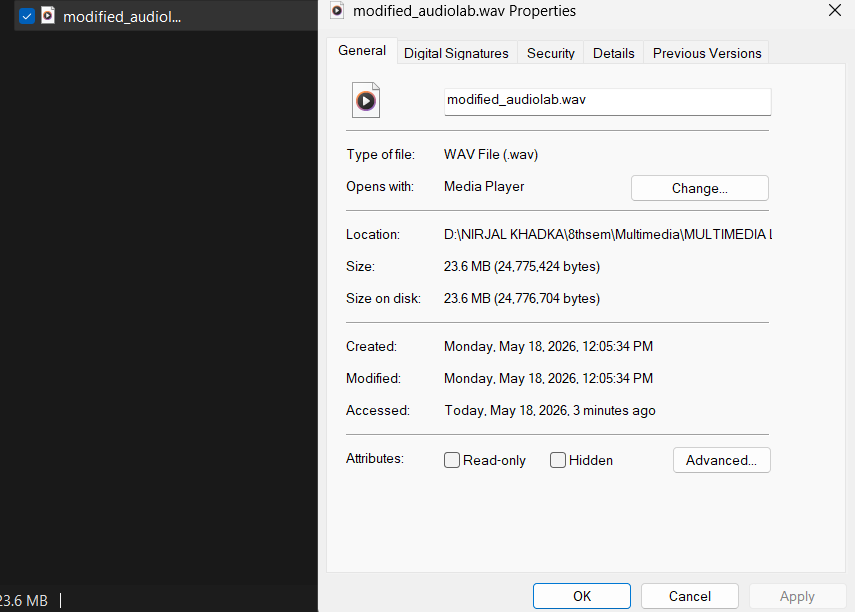 modified_audiol...
modified_audiolab.wav Properties
General Digital Signatures Security Details Previous Versions
modified_audiolab.wav
Type of file: WAV File (.wav)
Opens with: Media Player Change...
Location: D:\NIRJAL KHADKA\8thsem\Multimedia\MULTIMEDIA L
Size: 23.6 MB (24,775,424 bytes)
Size on disk: 23.6 MB (24,776,704 bytes)
Created: Monday, May 18, 2026, 12:05:34 PM
Modified: Monday, May 18, 2026, 12:05:34 PM
Accessed: Today, May 18, 2026, 3 minutes ago
Attributes: Read-only Hidden Advanced...
23.6 MB
OK Cancel Apply